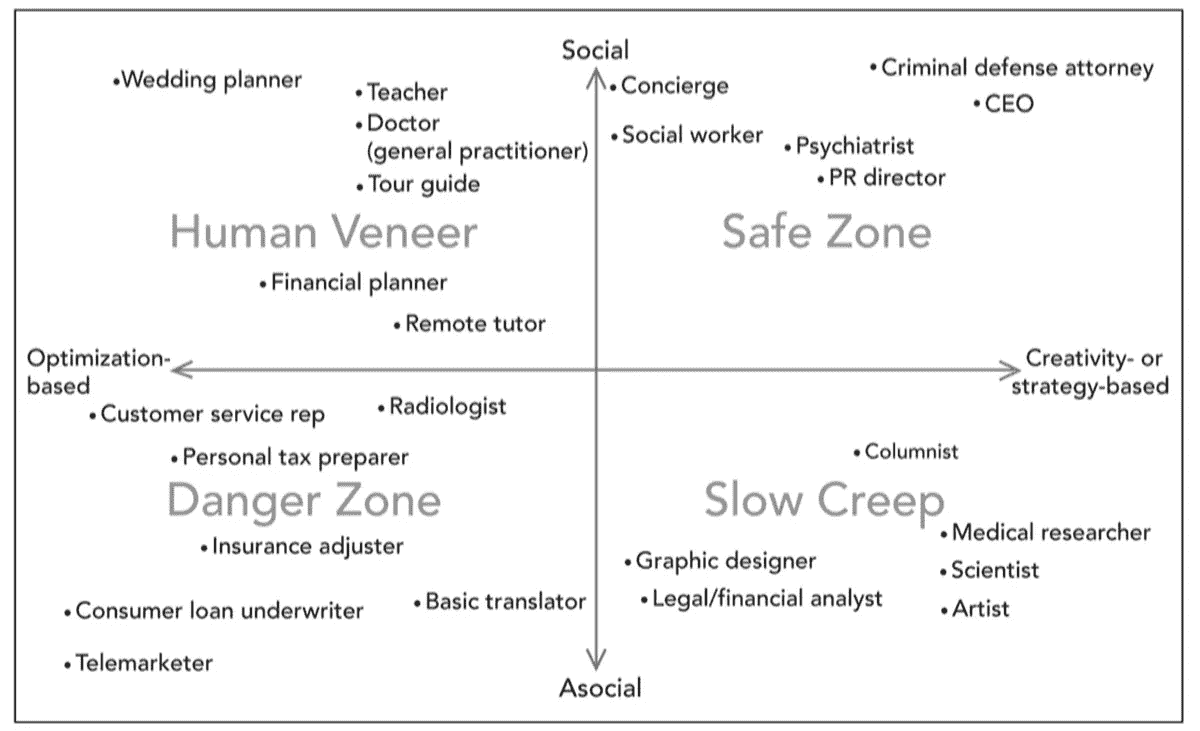 Social
•Wedding planner
•Teacher
•Doctor
(general practitioner)
•Tour guide
•Concierge
•Social worker
•Criminal defense attorney
•CEO
•Psychiatrist
•PR director
Human Veneer
Safe Zone
•Financial planner
•Remote tutor
Optimization-
based
Creativity- or
strategy-based
•Customer service rep
•Radiologist
•Personal tax preparer
•Columnist
Danger Zone
Slow Creep
•Insurance adjuster
•Consumer loan underwriter
•Basic translator
•Telemarketer
•Medical researcher
•Graphic designer
•Scientist
•Legal/financial analyst
•Artist
Asocial